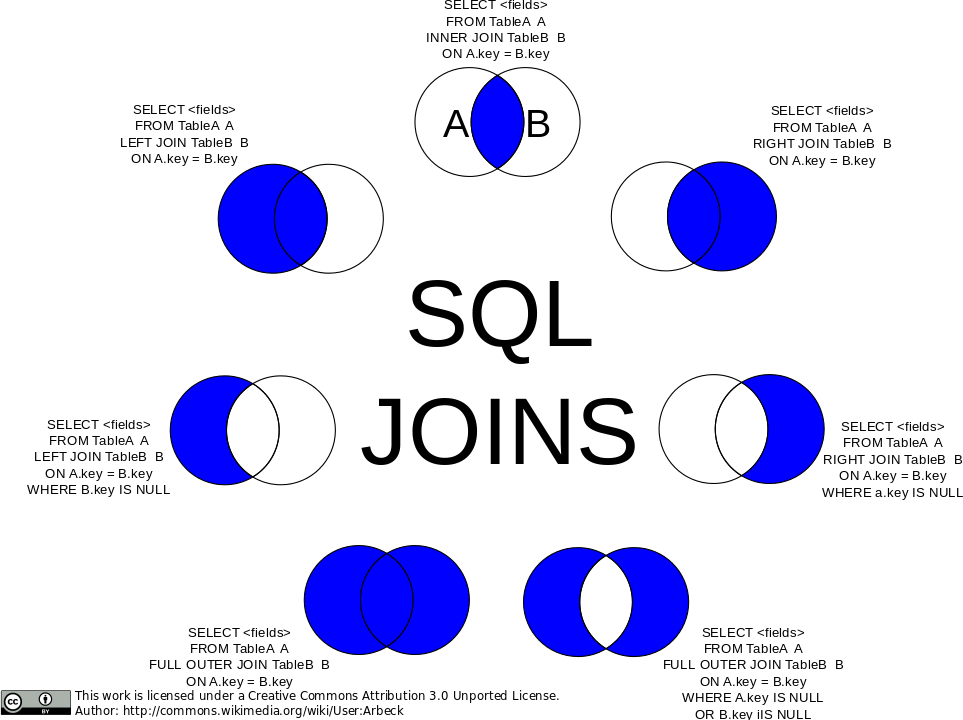 SELECT <fields>
FROM TableA  A
INNER JOIN TableB  B
ON A.key = B.key
A B
SELECT <fields>
FROM TableA  A
LEFT JOIN TableB  B
ON A.key = B.key
SELECT <fields>
FROM TableA  A
RIGHT JOIN TableB  B
ON A.key = B.key
SQL
JOINS
SELECT <fields>
FROM TableA  A
LEFT JOIN TableB  B
ON A.key = B.key
WHERE B.key IS NULL
SELECT <fields>
FROM TableA  A
RIGHT JOIN TableB  B
ON A.key = B.key
WHERE a.key IS NULL
SELECT <fields>
FROM TableA  A
FULL OUTER JOIN TableB  B
ON A.key = B.key
SELECT <fields>
FROM TableA  A
FULL OUTER JOIN TableB  B
ON A.key = B.key
WHERE A.key IS NULL
OR B.key iIS NULL
cc
BY
This work is licensed under a Creative Commons Attribution 3.0 Unported License.
Author: http://commons.wikimedia.org/wiki/User:Arbeck